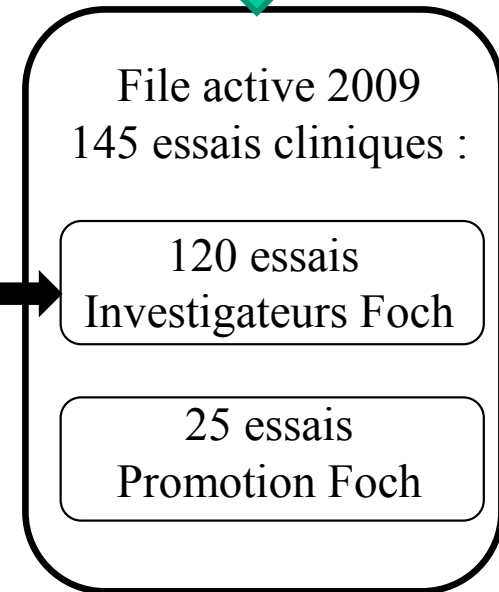 File active 2009
145 essais cliniques :
120 essais
Investigateurs Foch
25 essais
Promotion Foch